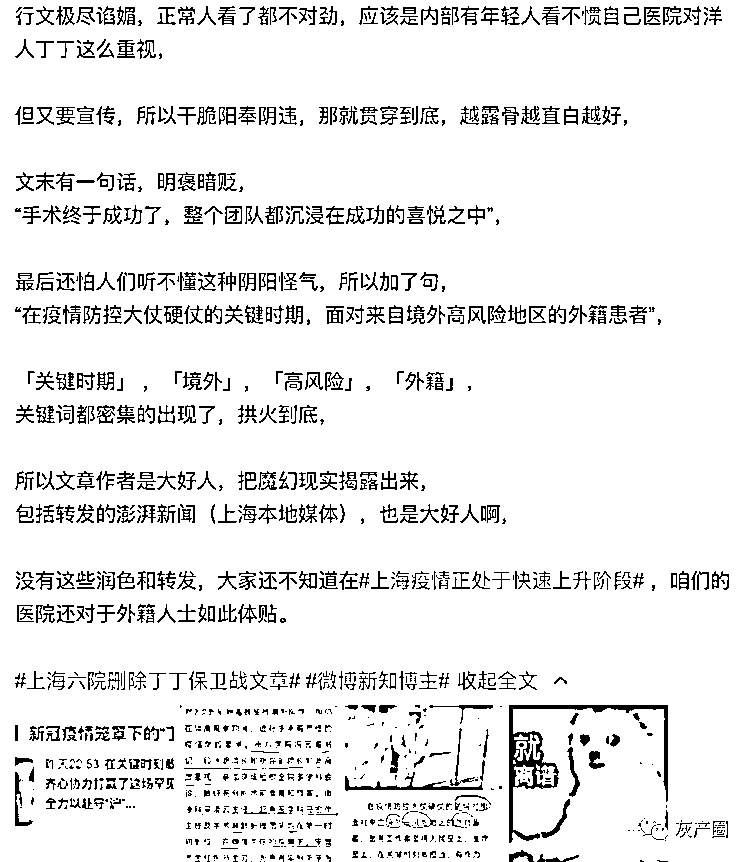 行文极尽谄媚，正常人看了都不对劲，应该是内部有年轻人看不惯自己医院对洋
人丁丁这么重视，
但又要宣传，所以干脆阳奉阴违，那就贯穿到底，越露骨越直白越好，
文末有一句话，明褒暗贬，
“手术终于成功了，整个团队都沉浸在成功的喜悦之中”，
最后还怕人们听不懂这种阴阳怪气，所以加了句，
“在疫情防控大仗硬仗的关键时期，面对来自境外高风险地区的外籍患者”，
「关键时期」，「境外」，「高风险」，「外籍」，
关键词都密集的出现了，拱火到底，
所以文章作者是大好人，把魔幻现实揭露出来，
包括转发的澎湃新闻（上海本地媒体），也是大好人啊，
没有这些润色和转发，大家还不知道在#上海疫情正处于快速上升阶段#，咱们的
医院还对于外籍人士如此体贴。
#上海六院删除丁丁保卫战文章# #微博新知博主# 收起全文
新冠疫情笼罩下的“丁
昨天22:53 在关键时刻
齐心协力打赢了这场罕见
全力以赴守“沪”...
就
离谱
灰产圈